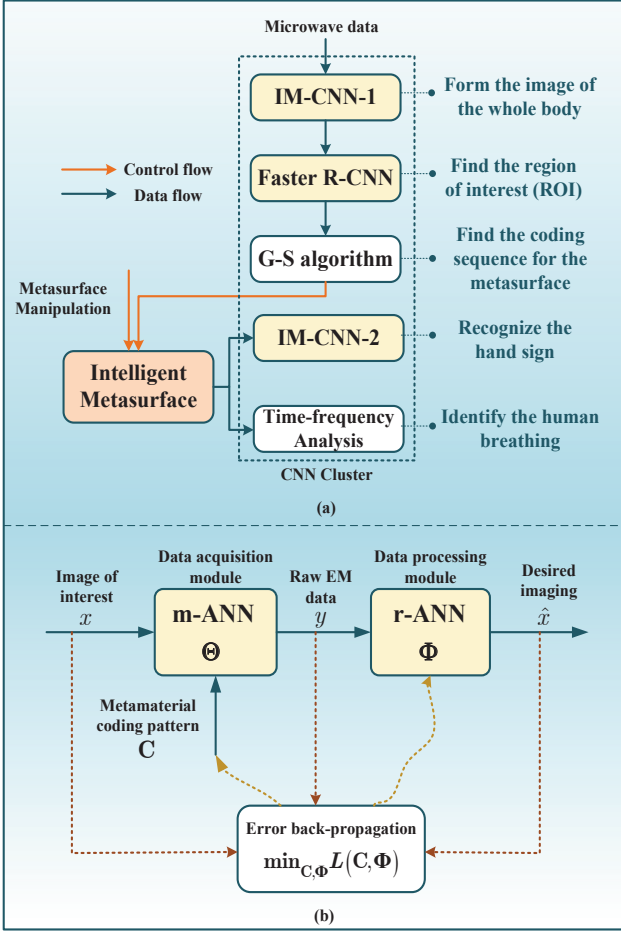 Microwave data
IM-CNN-1
Form the image of
the whole body
Control flow
Data flow
Faster R-CNN
Find the region
of interest (ROI)
G-S algorithm
Find the coding
sequence for the
metasurface
Metasurface
Manipulation
Intelligent
Metasurface
IM-CNN-2
Recognize the
hand sign
Time-frequency
Analysis
Identify the human
breathing
CNN Cluster
(a)
Image of
interest
x
Data acquisition
module
m-ANN
Θ
Raw EM
data
y
Data processing
module
r-ANN
Φ
Desired
imaging
x̂
Metamaterial
coding pattern
C
Error back-propagation
min_{C,Φ} L(C,Φ)
(b)